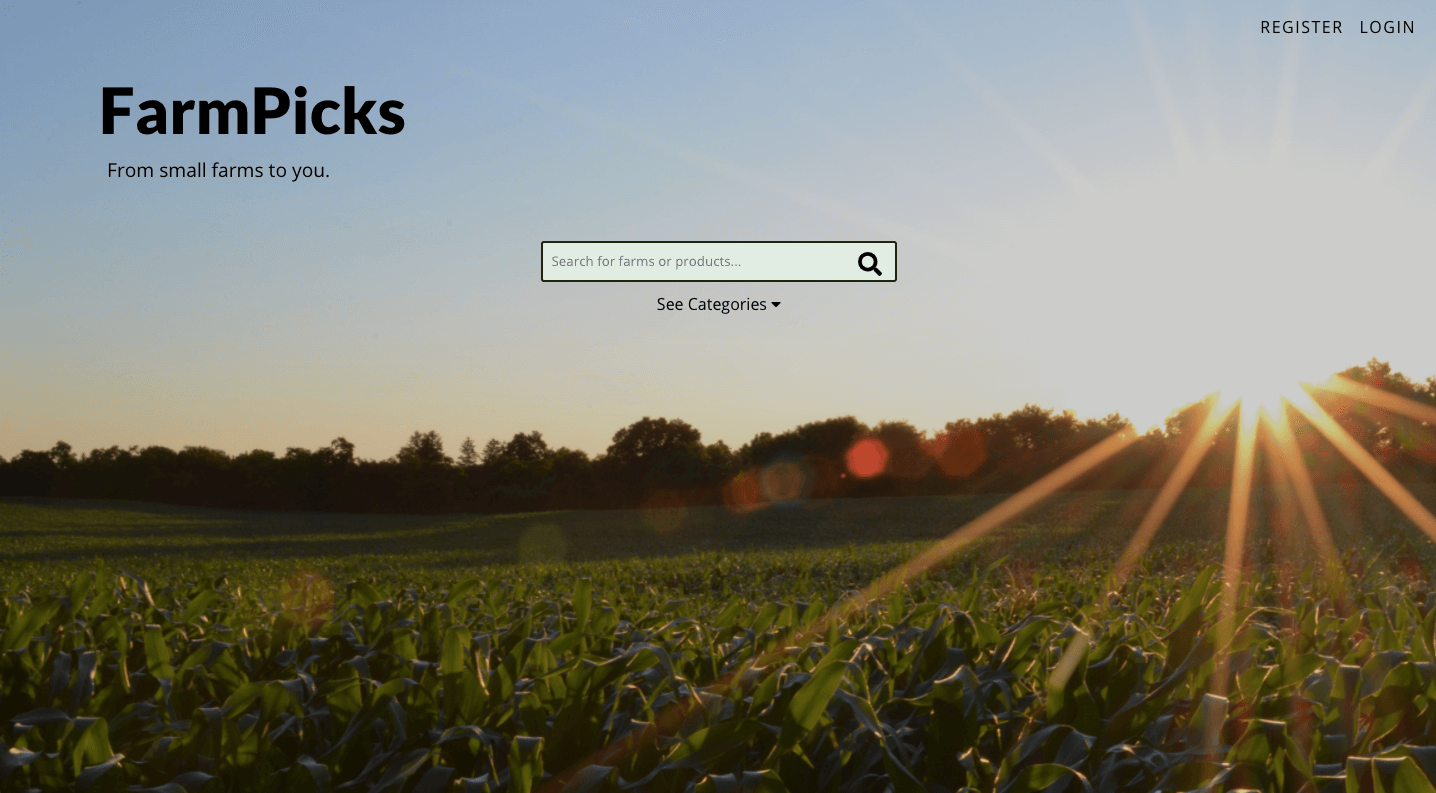 REGISTER LOGIN
FarmPicks
From small farms to you.
Search for farms or products...
See Categories